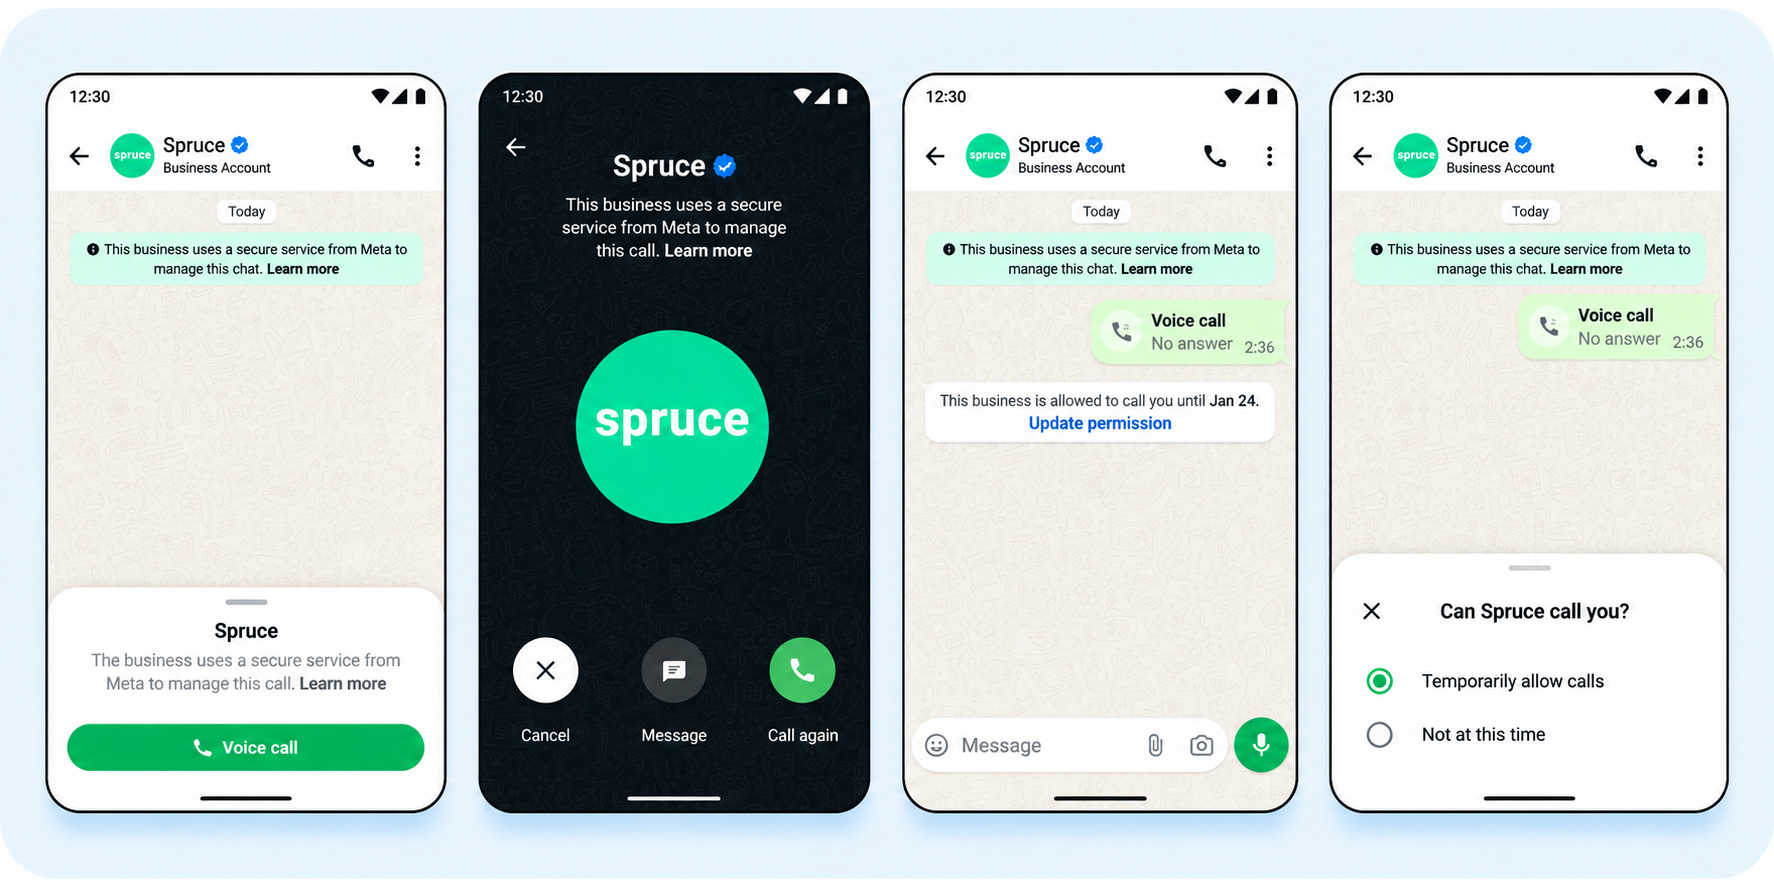 12:30
spruce
Spruce
Business Account
Today
This business uses a secure service from Meta to
manage this chat. Learn more
Spruce
The business uses a secure service from
Meta to manage this call. Learn more
Voice call
12:30
Spruce
This business uses a secure
service from Meta to manage
this call. Learn more
spruce
Cancel
Message
Call again
12:30
spruce
Spruce
Business Account
Today
This business uses a secure service from Meta to
manage this chat. Learn more
Voice call
No answer 2:36
This business is allowed to call you until Jan 24.
Update permission
Message
12:30
spruce
Spruce
Business Account
Today
This business uses a secure service from Meta to
manage this chat. Learn more
Voice call
No answer 2:36
Can Spruce call you?
Temporarily allow calls
Not at this time